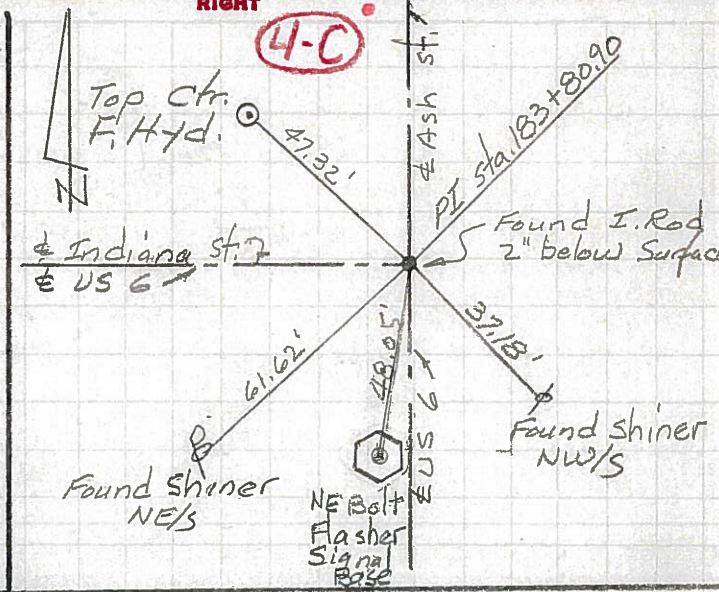 RIGHT
4-C
Top Ctr.
F. Hyd.
47.32'
℄ Ash St.
PI Sta. 183+80.90
Found I. Rod
2" below Surfac
℄ Indiana St.
℄ US 6
61.62'
48.05'
37.18'
℄ US 6
Found Shiner
NW/S
Found Shiner
NE/S
NE Bolt
Flasher
Signal
Base
N